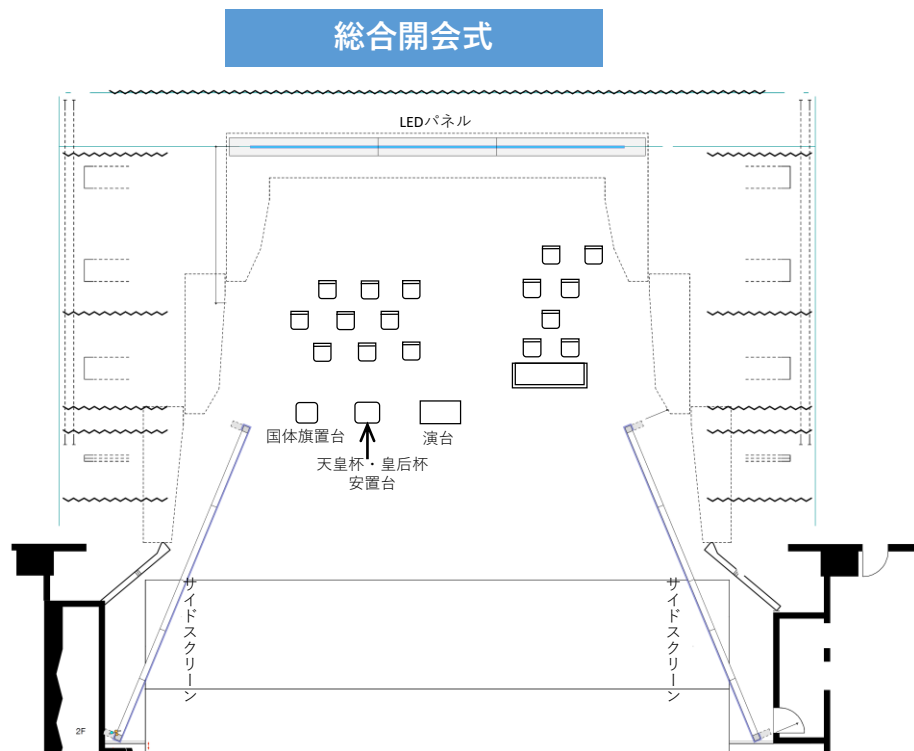 総合開会式
LEDパネル
国体旗置台
演台
天皇杯・皇后杯
安置台
サイドスクリーン
サイドスクリーン
2F